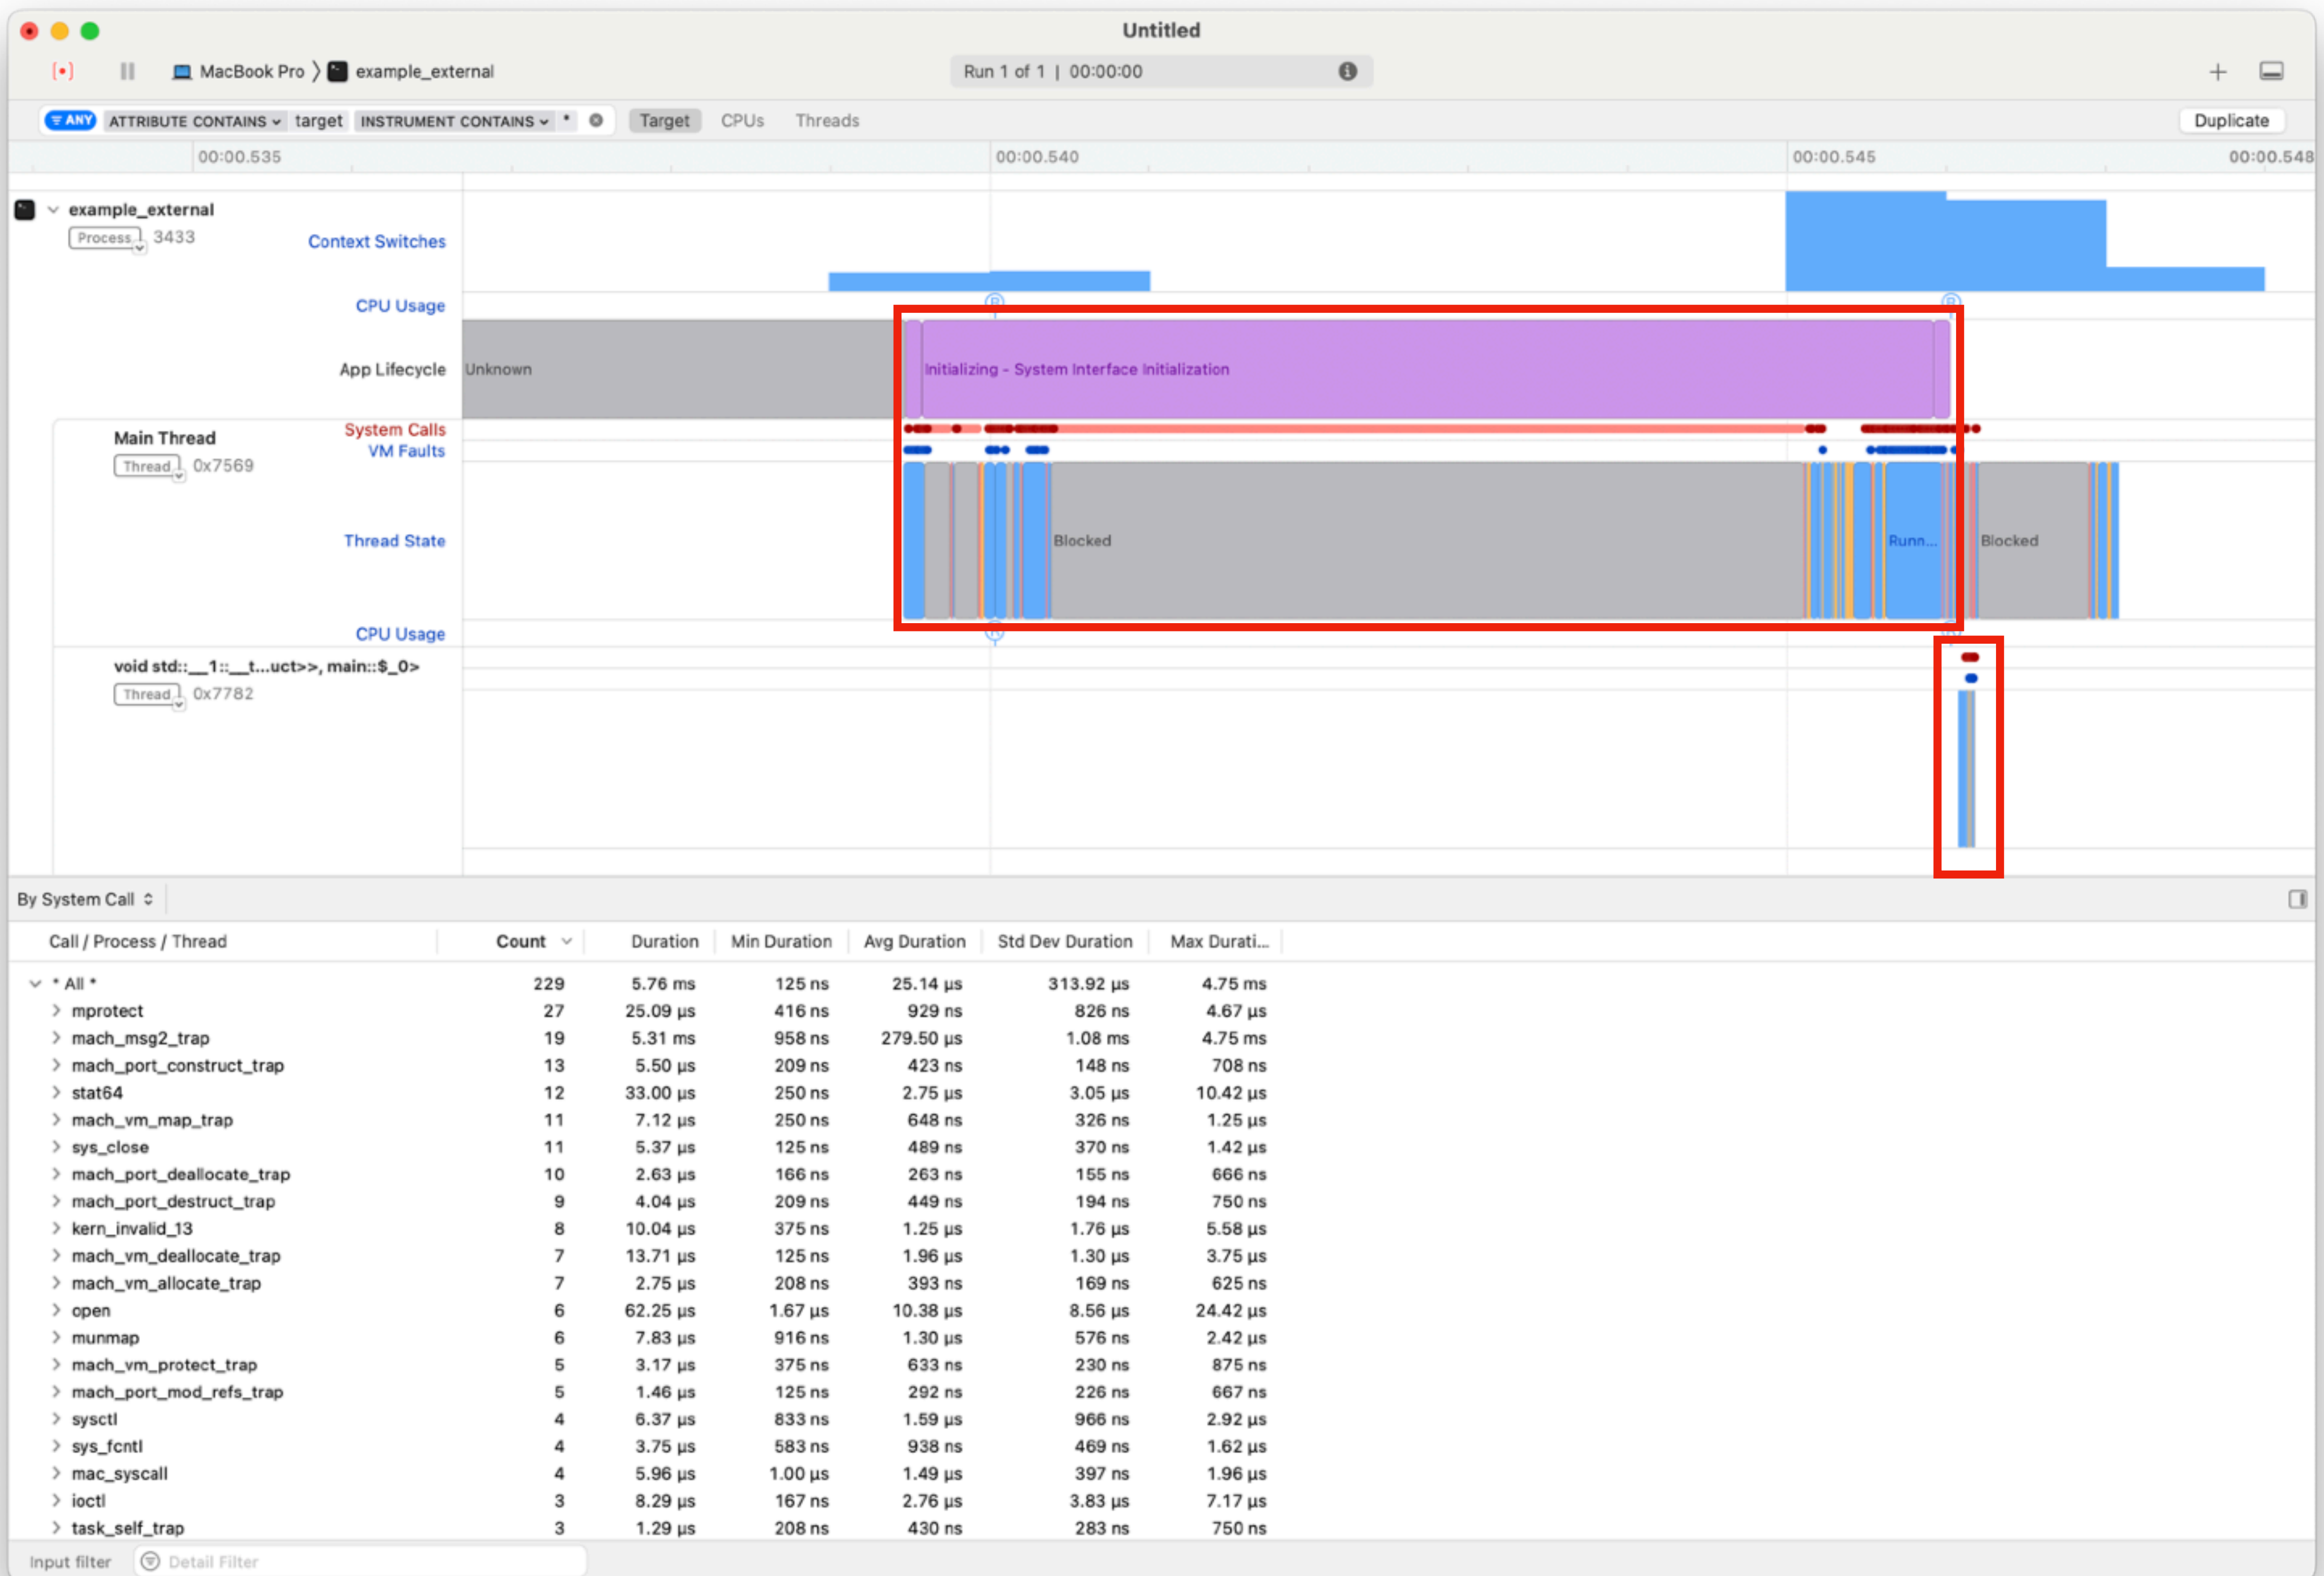 Untitled
MacBook Pro 〉 example_external
Run 1 of 1 | 00:00:00
ANY ATTRIBUTE CONTAINS target INSTRUMENT CONTAINS * Target CPUs Threads Duplicate
00:00.535 00:00.540 00:00.545 00:00.548
example_external
Process 3433
Context Switches
CPU Usage
App Lifecycle Unknown Initializing - System Interface Initialization
Main Thread
Thread 0x7569
System Calls
VM Faults
Thread State Blocked Runn... Blocked
CPU Usage
void std::__1::__t...uct>>, main::$_0>
Thread 0x7782
By System Call
Call / Process / Thread Count Duration Min Duration Avg Duration Std Dev Duration Max Durati...
* All * 229 5.76 ms 125 ns 25.14 µs 313.92 µs 4.75 ms
mprotect 27 25.09 µs 416 ns 929 ns 826 ns 4.67 µs
mach_msg2_trap 19 5.31 ms 958 ns 279.50 µs 1.08 ms 4.75 ms
mach_port_construct_trap 13 5.50 µs 209 ns 423 ns 148 ns 708 ns
stat64 12 33.00 µs 250 ns 2.75 µs 3.05 µs 10.42 µs
mach_vm_map_trap 11 7.12 µs 250 ns 648 ns 326 ns 1.25 µs
sys_close 11 5.37 µs 125 ns 489 ns 370 ns 1.42 µs
mach_port_deallocate_trap 10 2.63 µs 166 ns 263 ns 155 ns 666 ns
mach_port_destruct_trap 9 4.04 µs 209 ns 449 ns 194 ns 750 ns
kern_invalid_13 8 10.04 µs 375 ns 1.25 µs 1.76 µs 5.58 µs
mach_vm_deallocate_trap 7 13.71 µs 125 ns 1.96 µs 1.30 µs 3.75 µs
mach_vm_allocate_trap 7 2.75 µs 208 ns 393 ns 169 ns 625 ns
open 6 62.25 µs 1.67 µs 10.38 µs 8.56 µs 24.42 µs
munmap 6 7.83 µs 916 ns 1.30 µs 576 ns 2.42 µs
mach_vm_protect_trap 5 3.17 µs 375 ns 633 ns 230 ns 875 ns
mach_port_mod_refs_trap 5 1.46 µs 125 ns 292 ns 226 ns 667 ns
sysctl 4 6.37 µs 833 ns 1.59 µs 966 ns 2.92 µs
sys_fcntl 4 3.75 µs 583 ns 938 ns 469 ns 1.62 µs
mac_syscall 4 5.96 µs 1.00 µs 1.49 µs 397 ns 1.96 µs
ioctl 3 8.29 µs 167 ns 2.76 µs 3.83 µs 7.17 µs
task_self_trap 3 1.29 µs 208 ns 430 ns 283 ns 750 ns
Input filter Detail Filter